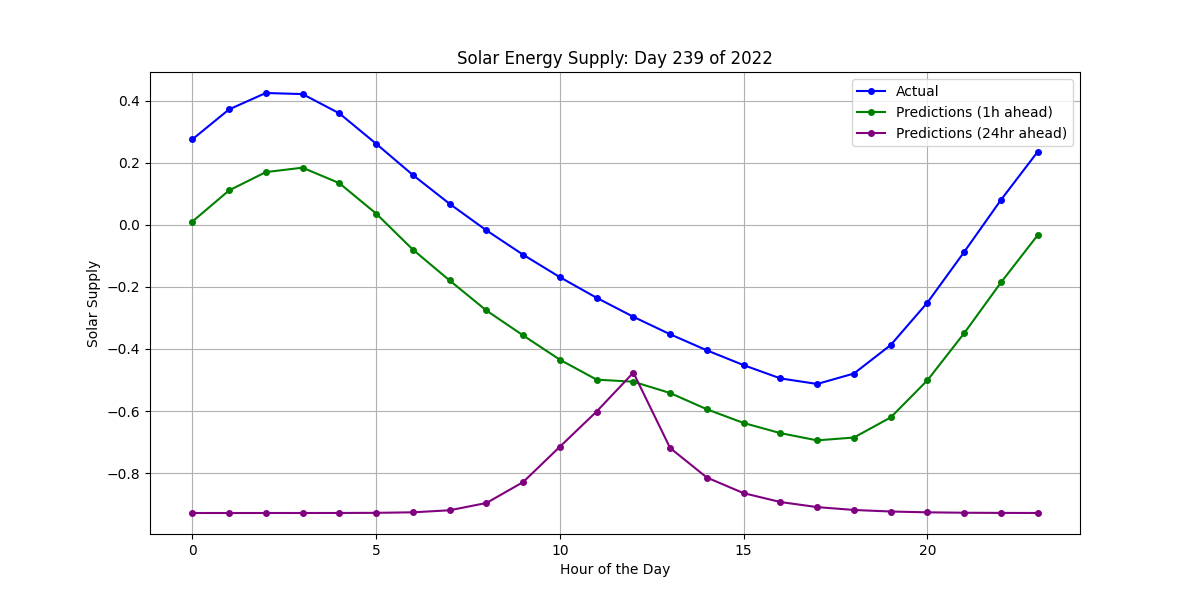 Solar Energy Supply: Day 239 of 2022
Actual
Predictions (1h ahead)
Predictions (24hr ahead)
0.4
0.2
0.0
−0.2
−0.4
−0.6
−0.8
Solar Supply
0 5 10 15 20
Hour of the Day